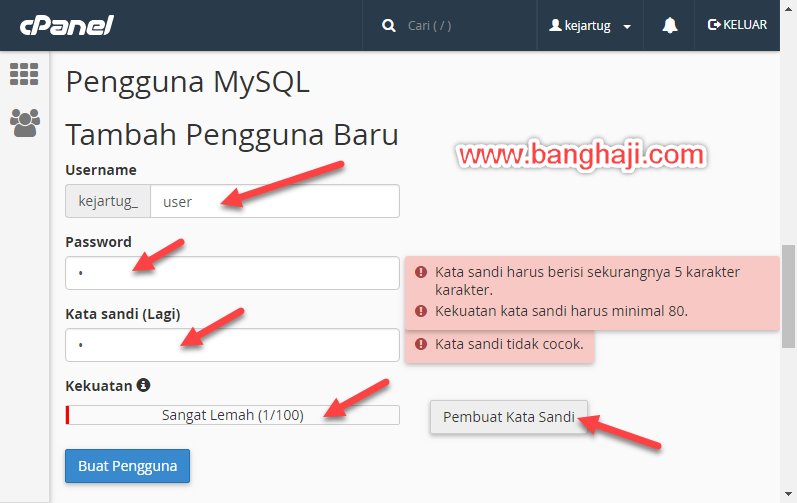 cPanel
Cari ( / )
kejartug
KELUAR
Pengguna MySQL
Tambah Pengguna Baru
www.banghaji.com
Username
kejartug_
user
Password
Kata sandi harus berisi sekurangnya 5 karakter
karakter.
Kekuatan kata sandi harus minimal 80.
Kata sandi (Lagi)
Kata sandi tidak cocok.
Kekuatan
Sangat Lemah (1/100)
Pembuat Kata Sandi
Buat Pengguna